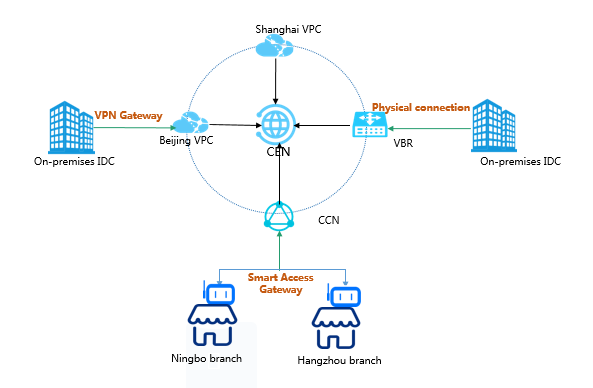 Shanghai VPC
VPN Gateway
Physical connection
Beijing VPC
CEN
VBR
On-premises IDC
On-premises IDC
CCN
Smart Access
Gateway
Ningbo branch
Hangzhou branch